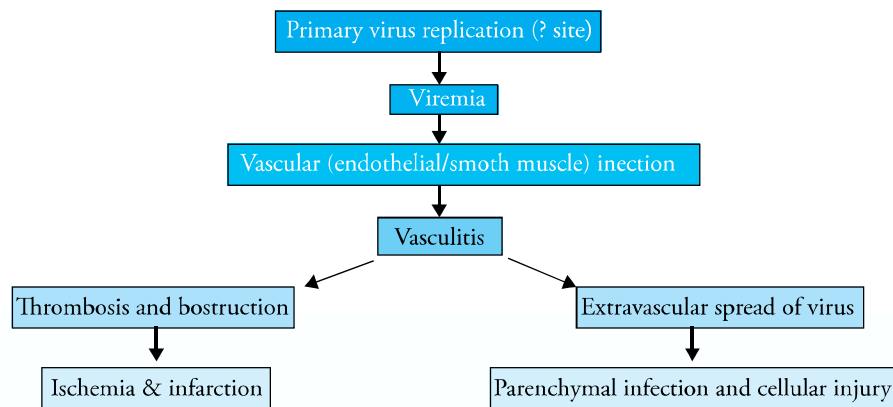 Primary virus replication (? site)
Viremia
Vascular (endothelial/smoth muscle) inection
Vasculitis
Thrombosis and bostruction
Extravascular spread of virus
Ischemia & infarction
Parenchymal infection and cellular injury